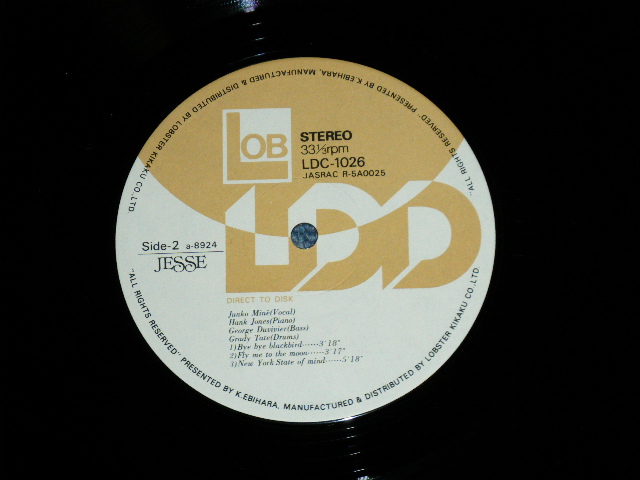 LOB
STEREO
33⅓rpm
LDC-1026
JASRAC R-5A0025
LDD
Side-2 a-8924
JESSE
DIRECT TO DISK
Junko Miné(Vocal)
Hank Jones(Piano)
George Duvivier(Bass)
Grady Tate(Drums)
1)Bye bye blackbird……3'18"
2)Fly me to the moon……3'17"
3)New York State of mind……5'18"
"ALL RIGHTS RESERVED" PRESENTED BY K.EBIHARA, MANUFACTURED & DISTRIBUTED BY LOBSTER KIKAKU CO.,LTD.
"ALL RIGHTS RESERVED" PRESENTED BY K.EBIHARA, MANUFACTURED & DISTRIBUTED BY LOBSTER KIKAKU CO.,LTD